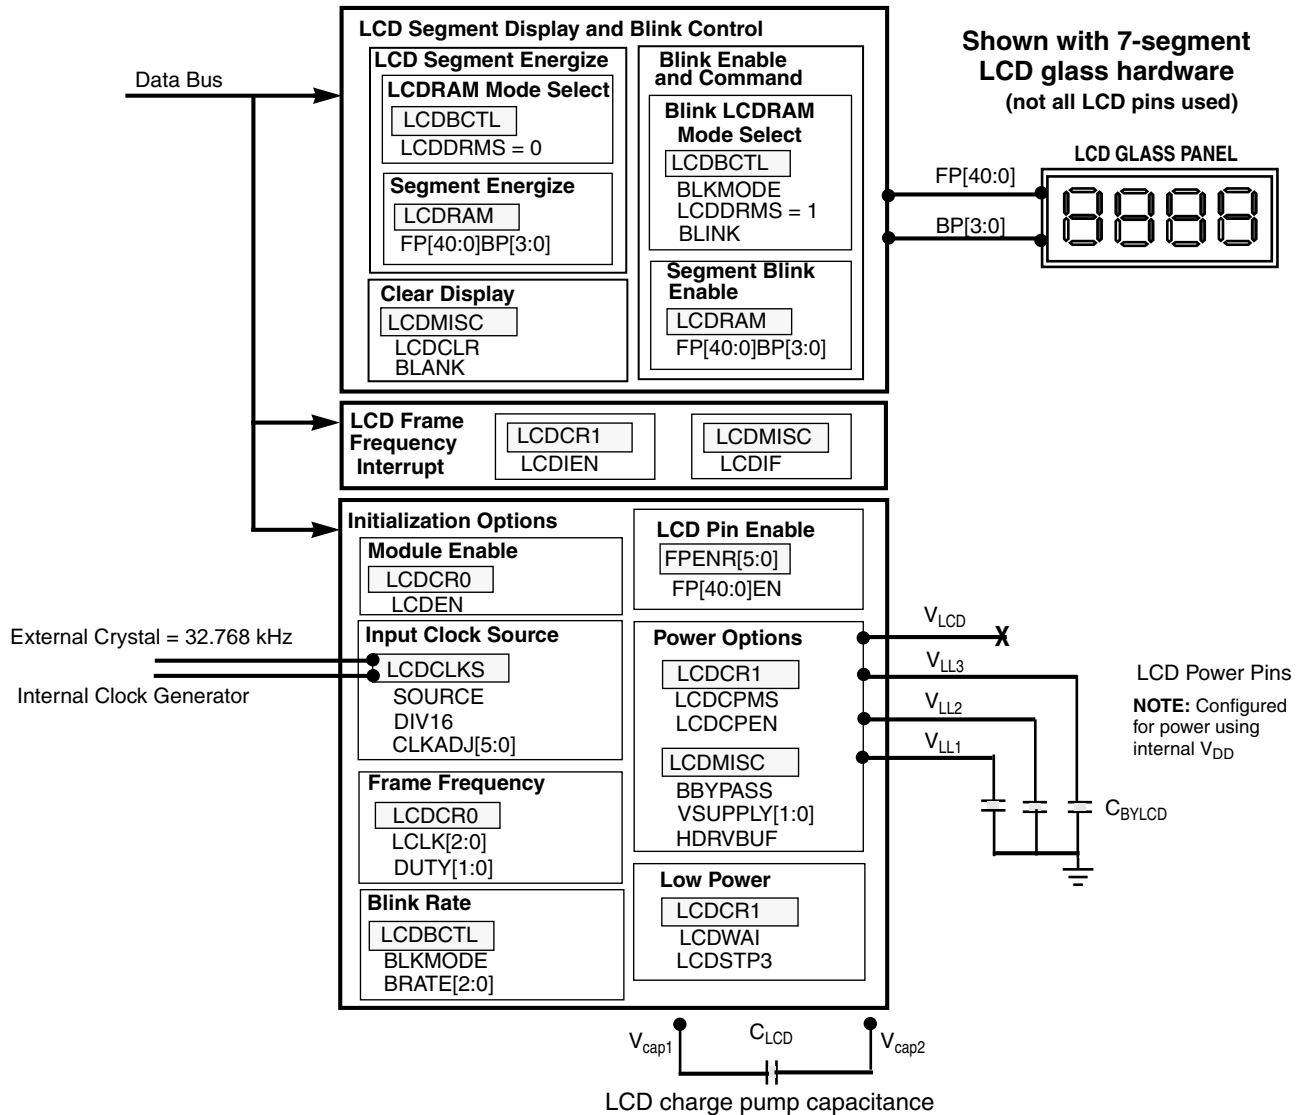 LCD Segment Display and Blink Control
LCD Segment Energize
LCDRAM Mode Select
LCDBCTL
LCDDRMS = 0
Segment Energize
LCDRAM
FP[40:0]BP[3:0]
Clear Display
LCDMISC
LCDCLR
BLANK
Blink Enable
and Command
Blink LCDRAM
Mode Select
LCDBCTL
BLKMODE
LCDDRMS = 1
BLINK
Segment Blink
Enable
LCDRAM
FP[40:0]BP[3:0]
Shown with 7-segment
LCD glass hardware
(not all LCD pins used)
LCD GLASS PANEL
FP[40:0]
BP[3:0]
Data Bus
LCD Frame
Frequency
Interrupt
LCDCR1
LCDIEN
LCDMISC
LCDIF
Initialization Options
Module Enable
LCDCR0
LCDEN
Input Clock Source
LCDCLKS
SOURCE
DIV16
CLKADJ[5:0]
External Crystal = 32.768 kHz
Internal Clock Generator
Frame Frequency
LCDCR0
LCLK[2:0]
DUTY[1:0]
Blink Rate
LCDBCTL
BLKMODE
BRATE[2:0]
LCD Pin Enable
FPENR[5:0]
FP[40:0]EN
Power Options
LCDCR1
LCDCPMS
LCDCPEN
LCDMISC
BBYPASS
VSUPPLY[1:0]
HDRVBUF
Low Power
LCDCR1
LCDWAI
LCDSTP3
VLCD
X
VLL3
VLL2
VLL1
LCD Power Pins
NOTE: Configured
for power using
internal VDD
CBYLCD
Vcap1
CLCD
Vcap2
LCD charge pump capacitance